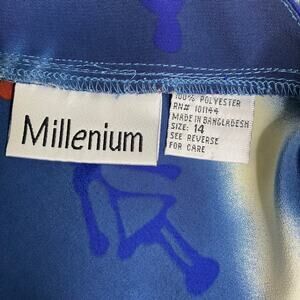 Millenium
100% POLYESTER
RN# 101144
MADE IN BANGLADESH
SIZE: 14
SEE REVERSE
FOR CARE